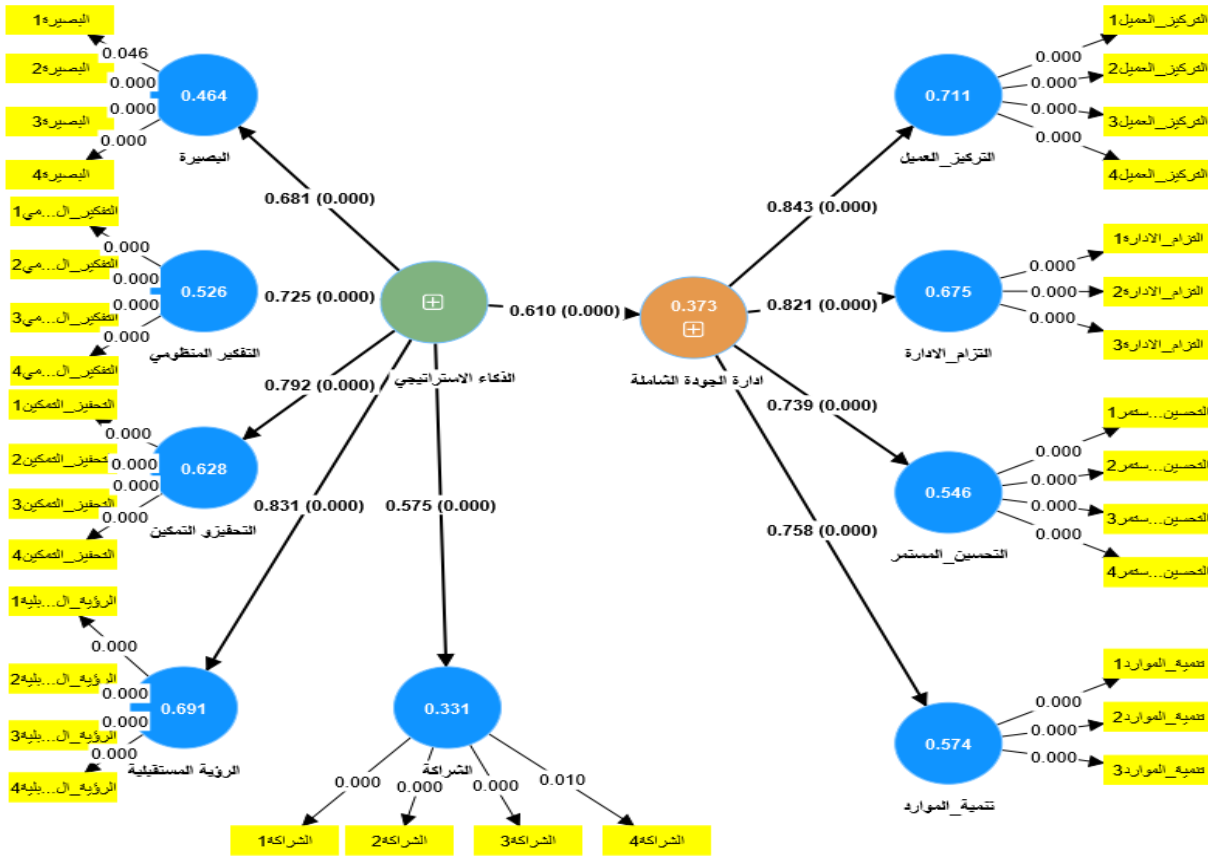 البصيرة1
البصيرة2
البصيرة3
البصيرة4
0.046
0.000
0.000
0.000
0.464
البصيرة
0.681 (0.000)
التفكير_ال...مي1
التفكير_ال...مي2
التفكير_ال...مي3
التفكير_ال...مي4
0.000
0.000
0.000
0.000
0.526
التفكير المنظومي
0.725 (0.000)
التحفيز_التمكين1
التحفيز_التمكين2
التحفيز_التمكين3
التحفيز_التمكين4
0.000
0.000
0.000
0.000
0.628
التحفيزو التمكين
0.792 (0.000)
الرؤية_ال...بلية1
الرؤية_ال...بلية2
الرؤية_ال...بلية3
الرؤية_ال...بلية4
0.000
0.000
0.000
0.000
0.691
الرؤية المستقبلية
0.831 (0.000)
0.575 (0.000)
0.331
الشراكة
0.000
0.000
0.000
0.010
الشراكة1
الشراكة2
الشراكة3
الشراكة4
الذكاء الاستراتيجي
0.610 (0.000)
0.373
ادارة الجودة الشاملة
0.843 (0.000)
0.711
التركيز_العميل
0.000
0.000
0.000
0.000
التركيز_العميل1
التركيز_العميل2
التركيز_العميل3
التركيز_العميل4
0.821 (0.000)
0.675
التزام_الادارة
0.000
0.000
0.000
التزام_الادارة1
التزام_الادارة2
التزام_الادارة3
0.739 (0.000)
0.546
التحسين_المستمر
0.000
0.000
0.000
0.000
التحسين...ستمر1
التحسين...ستمر2
التحسين...ستمر3
التحسين...ستمر4
0.758 (0.000)
0.574
تنمية_الموارد
0.000
0.000
0.000
تنمية_الموارد1
تنمية_الموارد2
تنمية_الموارد3